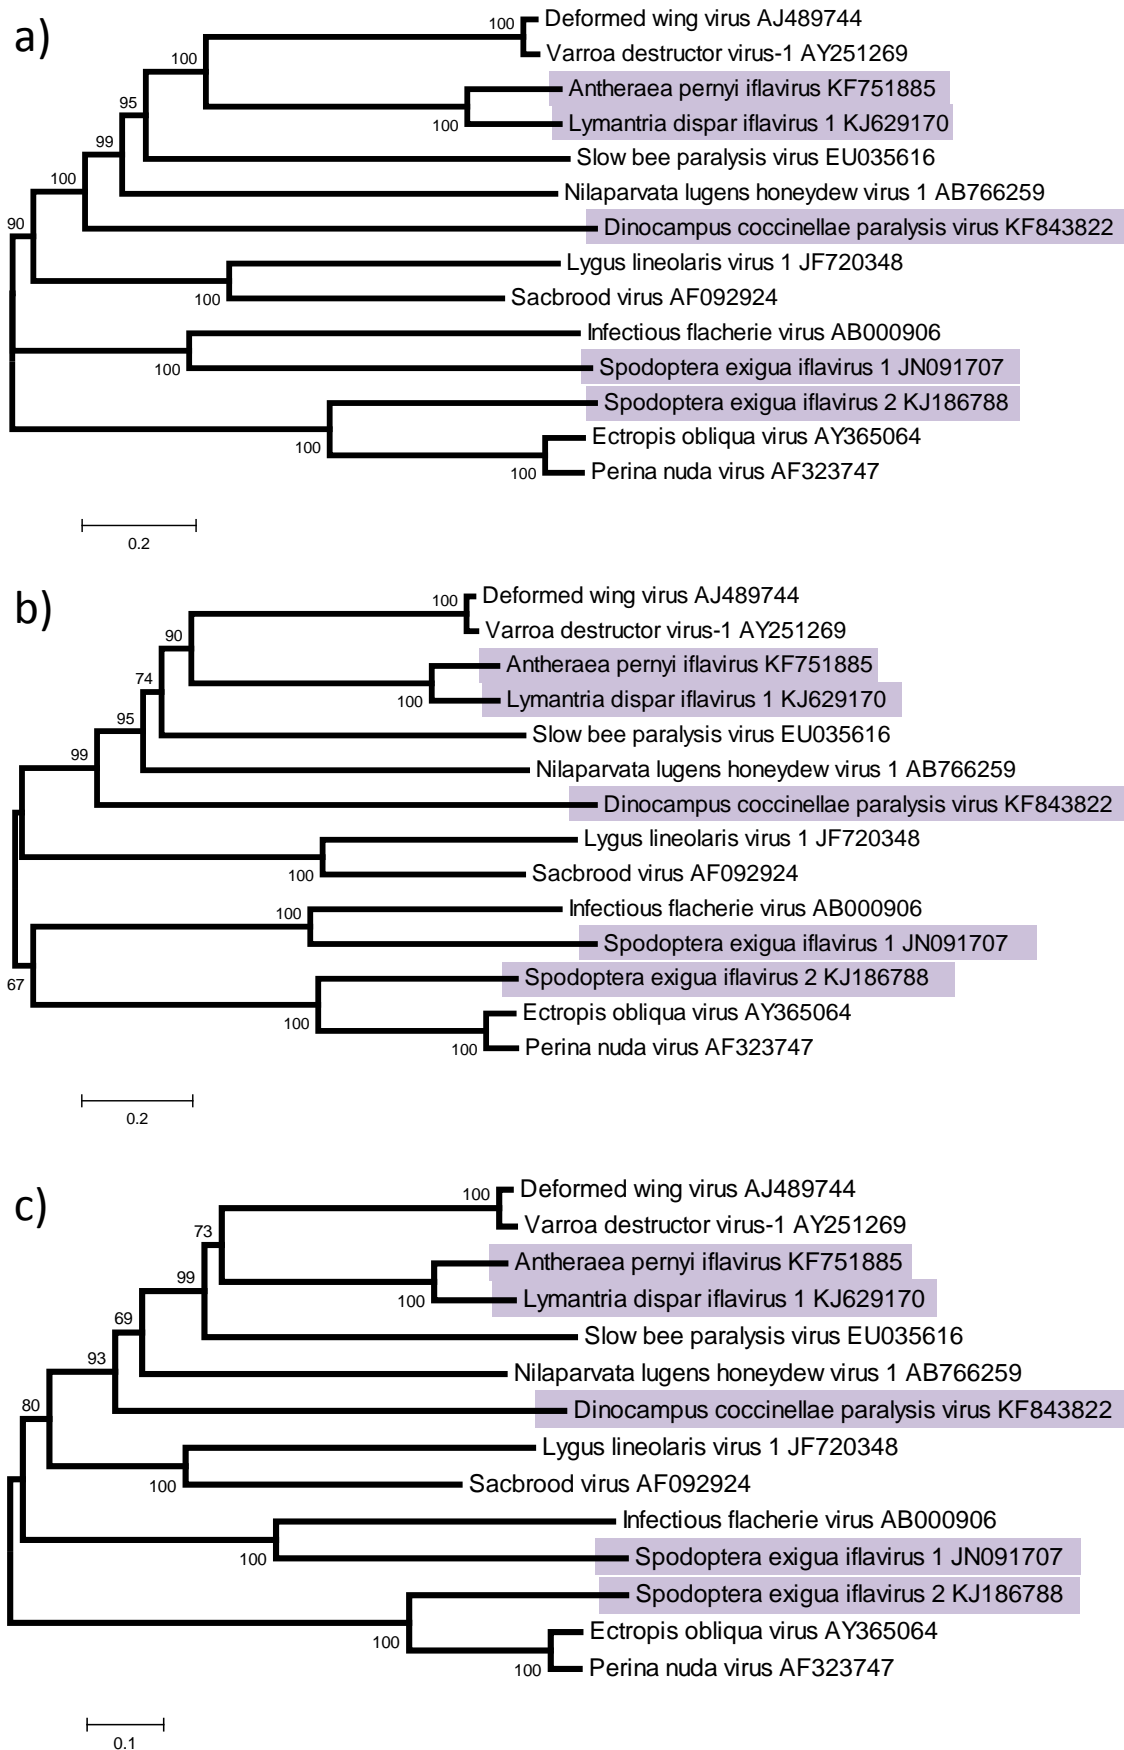 a)
100
Deformed wing virus AJ489744
Varroa destructor virus-1 AY251269
100
Antheraea pernyi iflavirus KF751885
95
100
Lymantria dispar iflavirus 1 KJ629170
99
Slow bee paralysis virus EU035616
100
Nilaparvata lugens honeydew virus 1 AB766259
90
Dinocampus coccinellae paralysis virus KF843822
Lygus lineolaris virus 1 JF720348
100
Sacbrood virus AF092924
Infectious flacherie virus AB000906
100
Spodoptera exigua iflavirus 1 JN091707
Spodoptera exigua iflavirus 2 KJ186788
100
Ectropis obliqua virus AY365064
100
Perina nuda virus AF323747
0.2
b)
100
Deformed wing virus AJ489744
Varroa destructor virus-1 AY251269
90
Antheraea pernyi iflavirus KF751885
74
100
Lymantria dispar iflavirus 1 KJ629170
95
Slow bee paralysis virus EU035616
99
Nilaparvata lugens honeydew virus 1 AB766259
Dinocampus coccinellae paralysis virus KF843822
Lygus lineolaris virus 1 JF720348
100
Sacbrood virus AF092924
100
Infectious flacherie virus AB000906
Spodoptera exigua iflavirus 1 JN091707
67
Spodoptera exigua iflavirus 2 KJ186788
100
Ectropis obliqua virus AY365064
100
Perina nuda virus AF323747
0.2
c)
100
Deformed wing virus AJ489744
Varroa destructor virus-1 AY251269
73
Antheraea pernyi iflavirus KF751885
99
100
Lymantria dispar iflavirus 1 KJ629170
69
Slow bee paralysis virus EU035616
93
Nilaparvata lugens honeydew virus 1 AB766259
80
Dinocampus coccinellae paralysis virus KF843822
Lygus lineolaris virus 1 JF720348
100
Sacbrood virus AF092924
Infectious flacherie virus AB000906
100
Spodoptera exigua iflavirus 1 JN091707
Spodoptera exigua iflavirus 2 KJ186788
100
Ectropis obliqua virus AY365064
100
Perina nuda virus AF323747
0.1